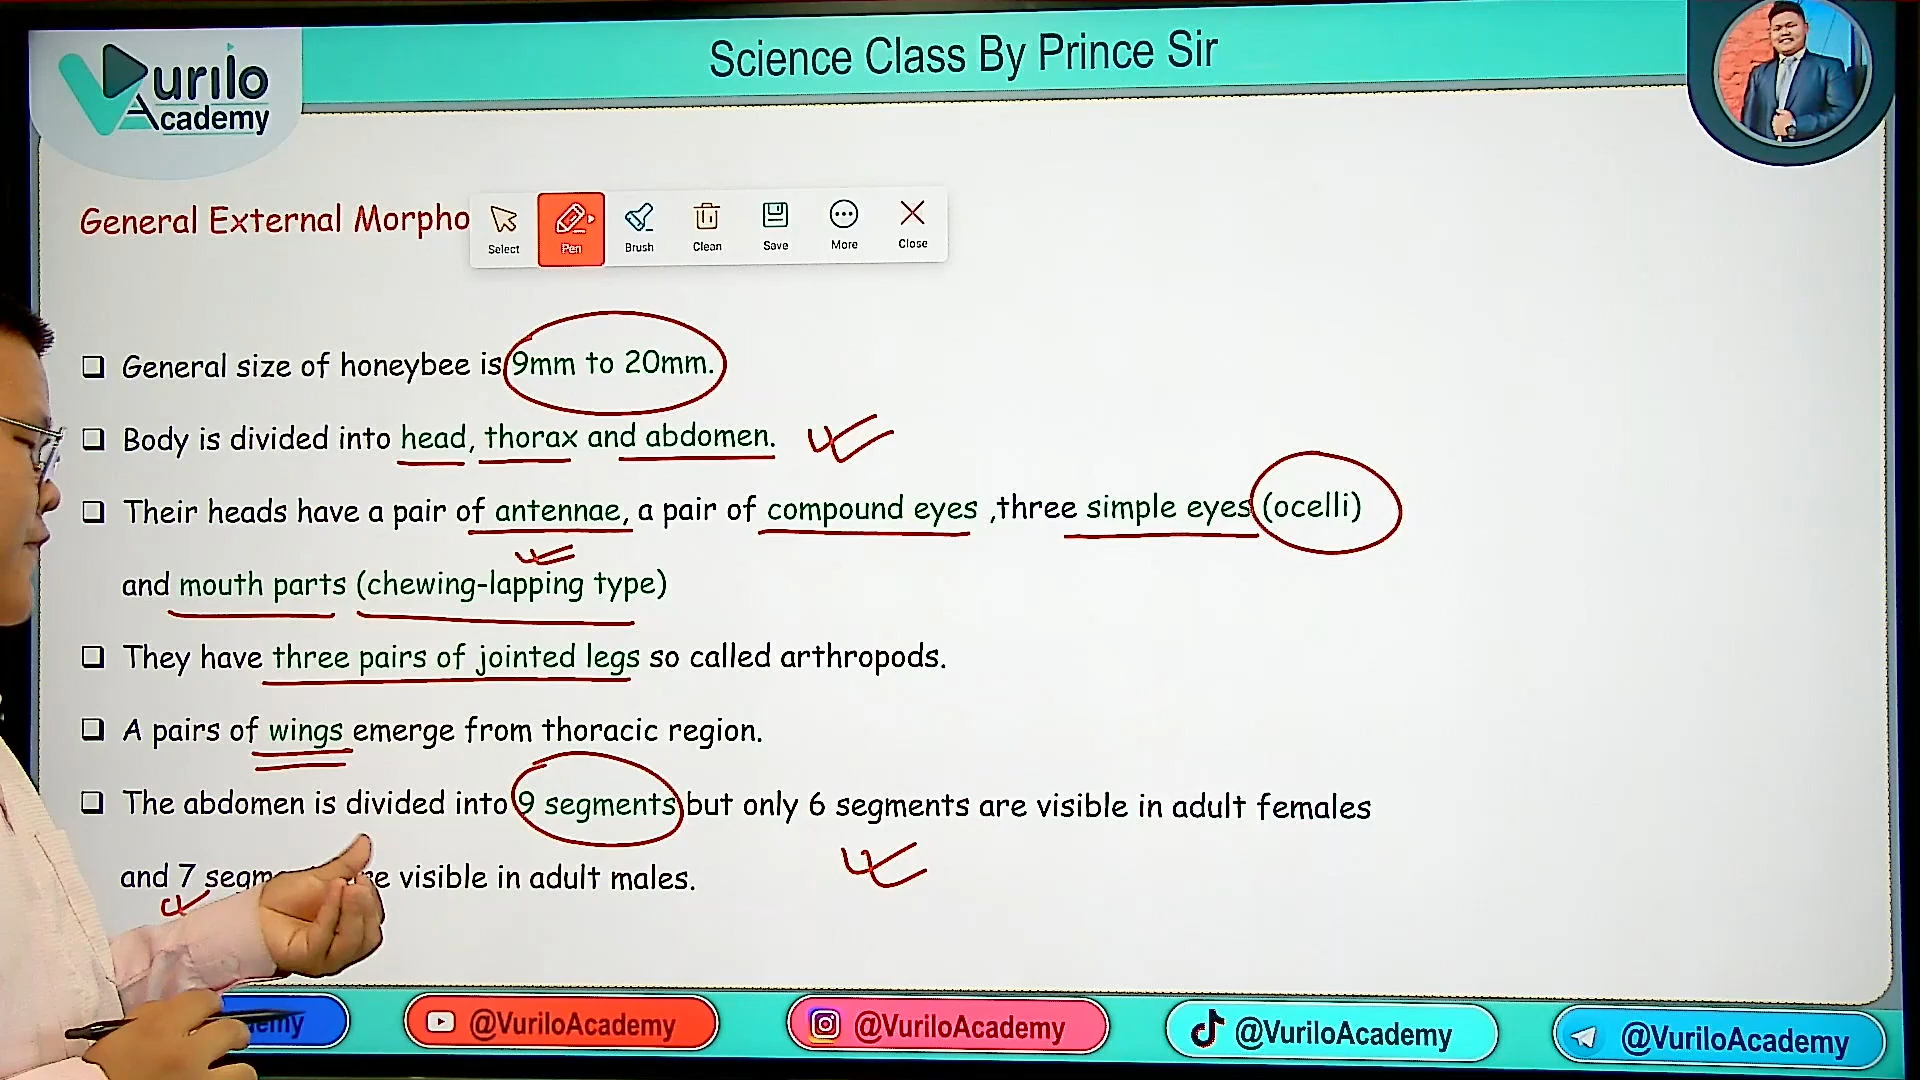 Vurilo
Academy
Science Class By Prince Sir
General External Morpho
Select
Pen
Brush
Clean
Save
More
Close
❑ General size of honeybee is 9mm to 20mm.
❑ Body is divided into head, thorax and abdomen.
❑ Their heads have a pair of antennae, a pair of compound eyes ,three simple eyes (ocelli)
and mouth parts (chewing-lapping type)
❑ They have three pairs of jointed legs so called arthropods.
❑ A pairs of wings emerge from thoracic region.
❑ The abdomen is divided into 9 segments but only 6 segments are visible in adult females
and 7 segm e visible in adult males.
@VuriloAcademy
@VuriloAcademy
@VuriloAcademy
@VuriloAcademy